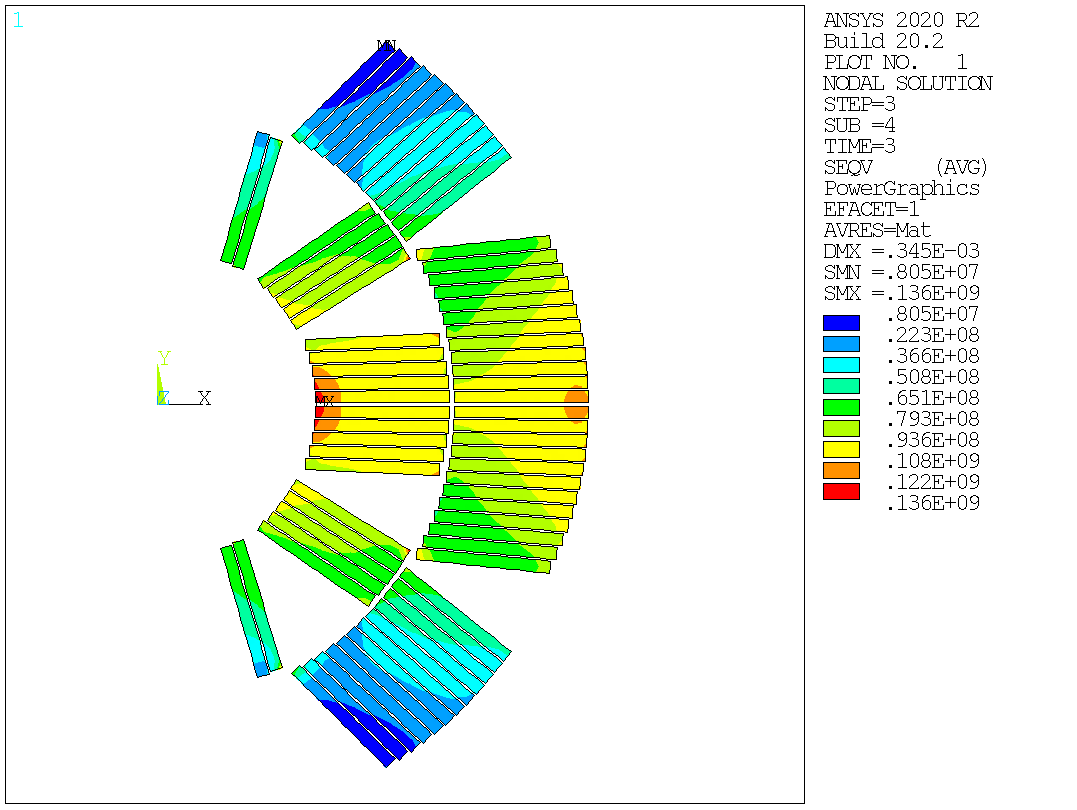 1
ANSYS 2020 R2
Build 20.2
PLOT NO. 1
NODAL SOLUTION
STEP=3
SUB =4
TIME=3
SEQV (AVG)
PowerGraphics
EFACET=1
AVRES=Mat
DMX =.345E-03
SMN =.805E+07
SMX =.136E+09
.805E+07
.223E+08
.366E+08
.508E+08
.651E+08
.793E+08
.936E+08
.108E+09
.122E+09
.136E+09
MN
Y
Z X
MX